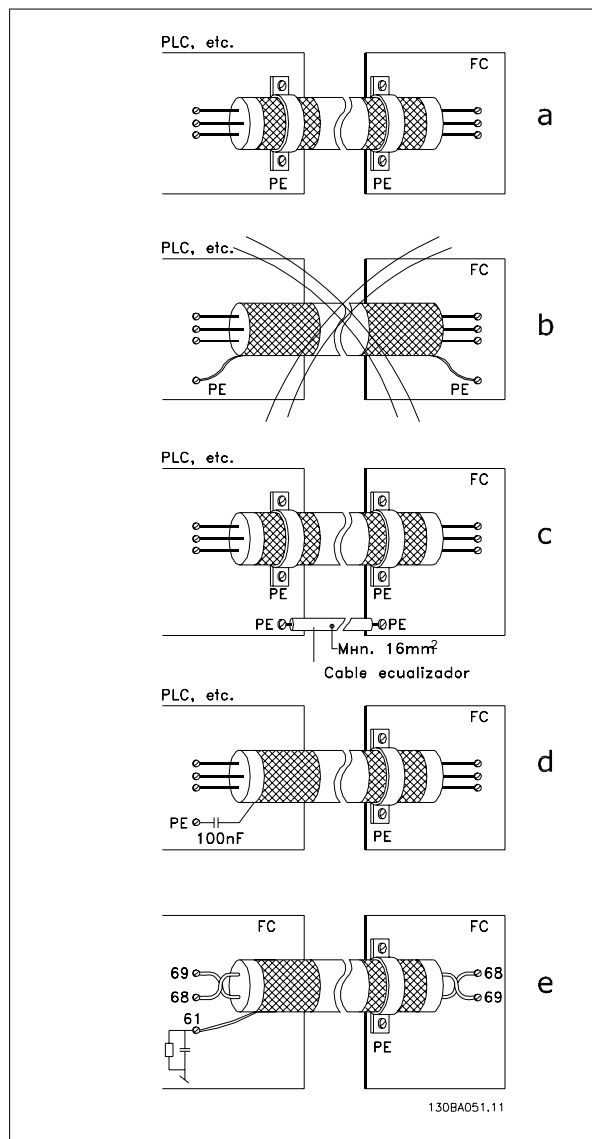 PLC, etc.
FC
PE
PE
a
PLC, etc.
FC
PE
PE
b
PLC, etc.
FC
PE
PE
PE
PE
Мнн. 16mm²
Cable ecualizador
c
PLC, etc.
FC
PE
100nF
PE
d
FC
FC
69
68
61
68
69
PE
e
130BA051.11